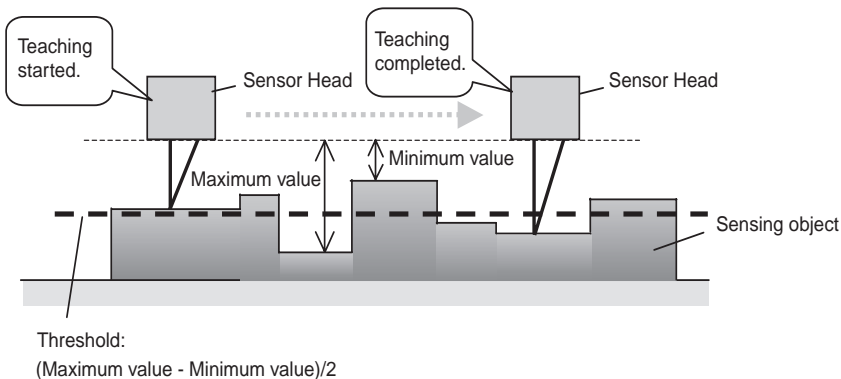 Teaching
started.
Sensor Head
Teaching
completed.
Sensor Head
Minimum value
Maximum value
Sensing object
Threshold:
(Maximum value - Minimum value)/2